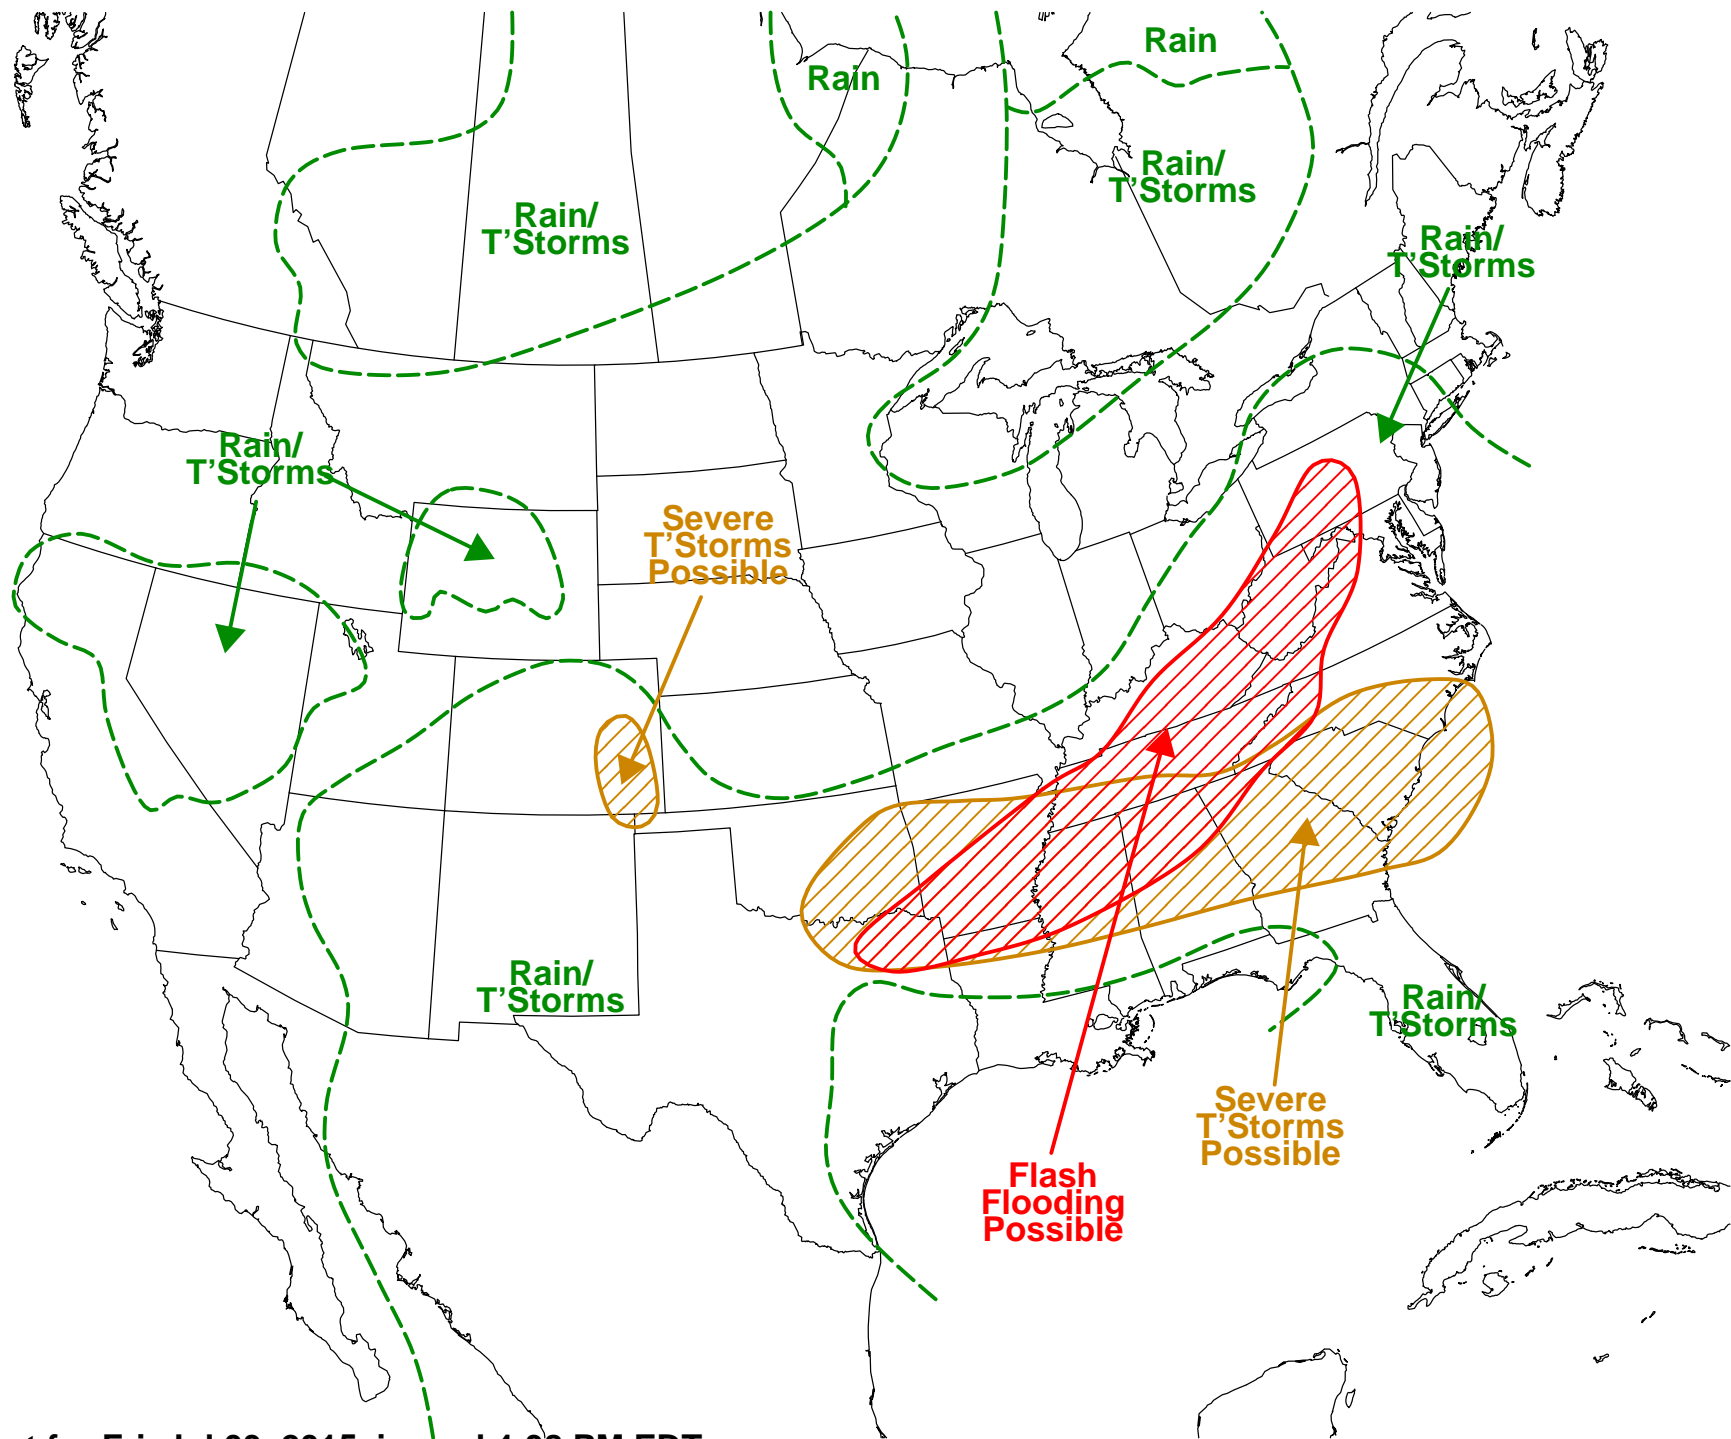 Rain
Rain
Rain/
T’Storms
Rain/
T’Storms
Rain/
T’Storms
Rain/
T’Storms
Severe
T’Storms
Possible
Rain/
T’Storms
Rain/
T’Storms
Severe
T’Storms
Possible
Flash
Flooding
Possible